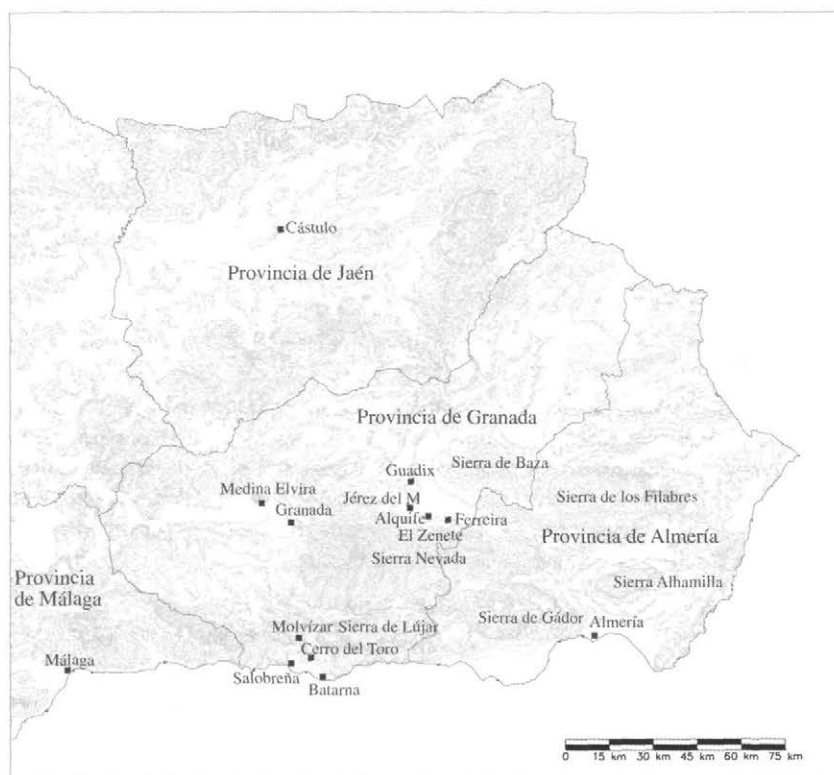 Cástulo
Provincia de Jaén
Provincia de Granada
Guadix
Sierra de Baza
Medina Elvira
Jérez del M
Sierra de los Filabres
Granada
Alquife
Ferreira
El Zenete
Provincia de Almería
Sierra Nevada
Provincia
de Málaga
Sierra Alhamilla
Molvízar
Sierra de Lújar
Sierra de Gádor
Almería
Cerro del Toro
Málaga
Salobreña
Batarna
0 15 km 30 km 45 km 60 km 75 km